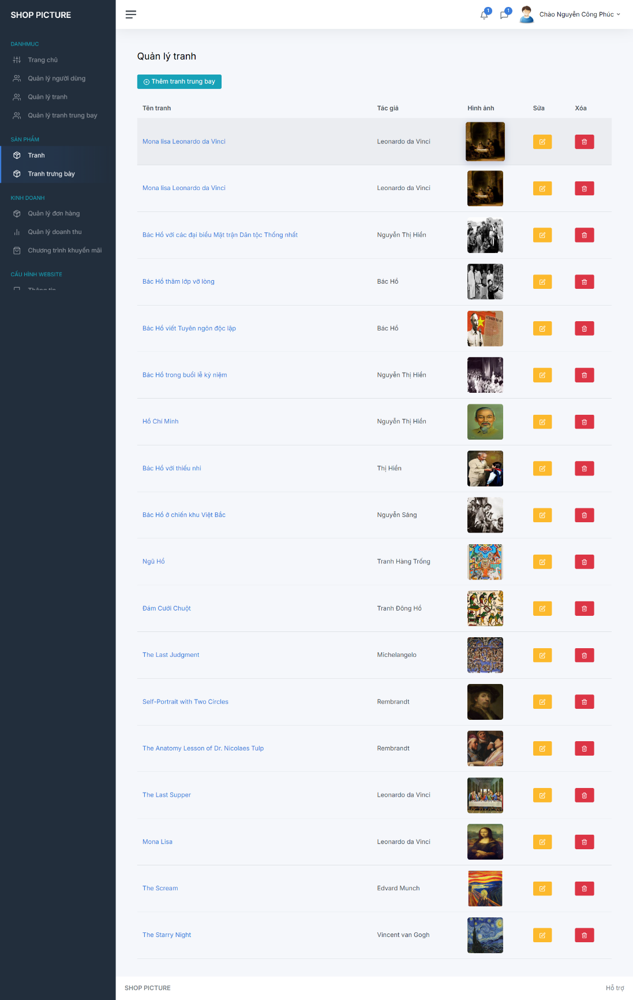 SHOP PICTURE
1
1
Chào Nguyễn Công Phúc
DANHMUC
Trang chủ
Quản lý người dùng
Quản lý tranh
Quản lý tranh trung bay
SẢN PHẨM
Tranh
Tranh trưng bày
KINH DOANH
Quản lý đơn hàng
Quản lý doanh thu
Chương trình khuyến mãi
CẤU HÌNH WEBSITE
Thông tin
Quản lý tranh
Thêm tranh trung bay
Tên tranh Tác giả Hình ảnh Sửa Xóa
Mona lisa Leonardo da Vinci Leonardo da Vinci
Mona lisa Leonardo da Vinci Leonardo da Vinci
Bác Hồ với các đại biểu Mặt trận Dân tộc Thống nhất Nguyễn Thị Hiền
Bác Hồ thăm lớp vỡ lòng Bác Hồ
Bác Hồ viết Tuyên ngôn độc lập Bác Hồ
Bác Hồ trong buổi lễ kỷ niệm Nguyễn Thị Hiền
Hồ Chí Minh Nguyễn Thị Hiền
Bác Hồ với thiếu nhi Thị Hiền
Bác Hồ ở chiến khu Việt Bắc Nguyễn Sáng
Ngũ Hổ Tranh Hàng Trống
Đám Cưới Chuột Tranh Đông Hồ
The Last Judgment Michelangelo
Self-Portrait with Two Circles Rembrandt
The Anatomy Lesson of Dr. Nicolaes Tulp Rembrandt
The Last Supper Leonardo da Vinci
Mona Lisa Leonardo da Vinci
The Scream Edvard Munch
The Starry Night Vincent van Gogh
SHOP PICTURE
Hỗ trợ